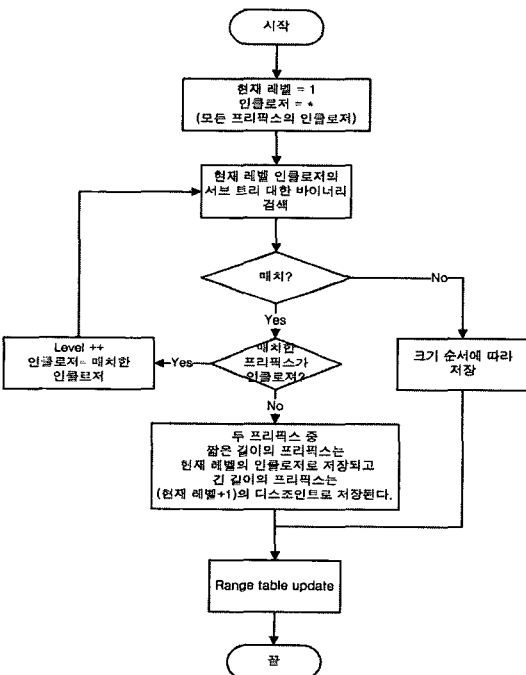 시작
현재 레벨 = 1
인클로저 = *
(모든 프리픽스의 인클로저)
현재 레벨 인클로저의
서브 트리 대한 바이너리
검색
매치?
No
Yes
매치한
프리픽스가
인클로져?
Yes
Level ++
인클로저= 매치한
인클로저
No
크기 순서에 따라
저장
두 프리픽스 중
짧은 길이의 프리픽스는
현재 레벨의 인클로저로 저장되고
긴 길이의 프리픽스는
(현재 레벨+1)의 디스조인트로 저장된다.
Range table update
끝